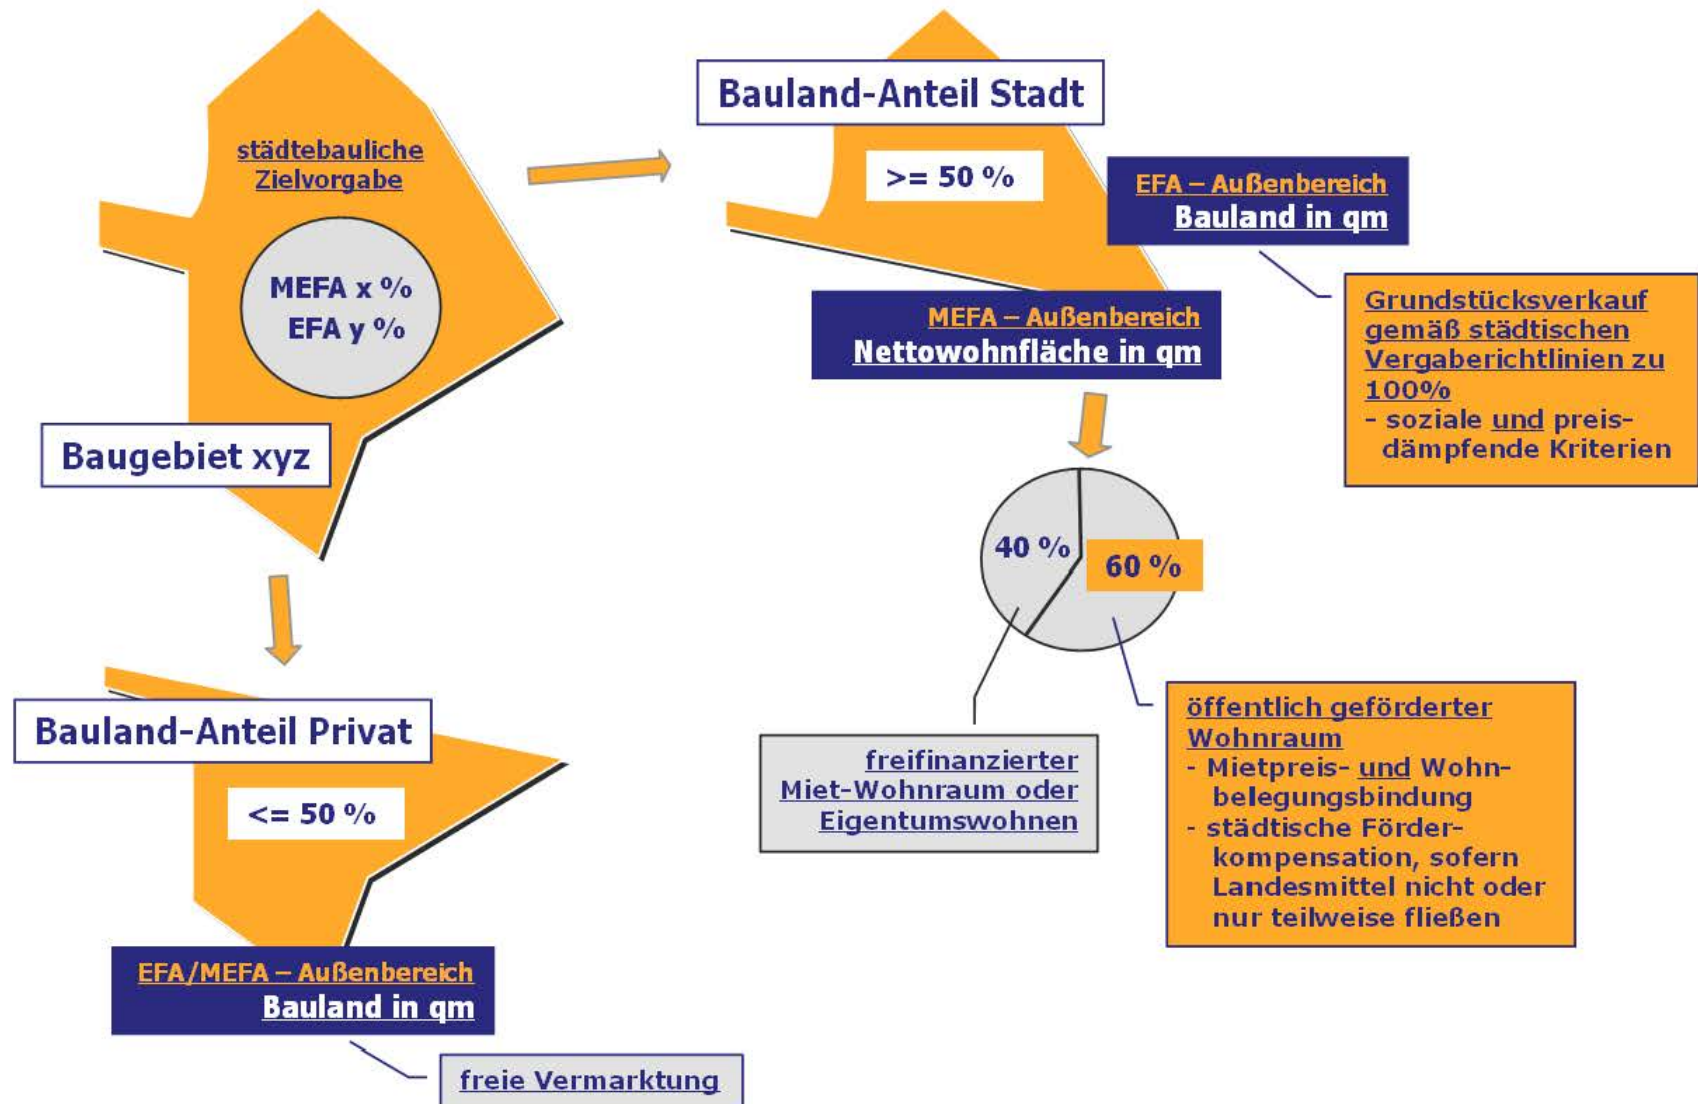 städtebauliche
Zielvorgabe
MEFA x %
EFA y %
Baugebiet xyz
Bauland-Anteil Stadt
>= 50 %
EFA – Außenbereich
Bauland in qm
Grundstücksverkauf
gemäß städtischen
Vergaberichtlinien zu
100%
- soziale und preis-
dämpfende Kriterien
MEFA – Außenbereich
Nettowohnfläche in qm
40 %
60 %
freifinanzierter
Miet-Wohnraum oder
Eigentumswohnen
öffentlich geförderter
Wohnraum
- Mietpreis- und Wohn-
belegungsbindung
- städtische Förder-
kompensation, sofern
Landesmittel nicht oder
nur teilweise fließen
Bauland-Anteil Privat
<= 50 %
EFA/MEFA – Außenbereich
Bauland in qm
freie Vermarktung